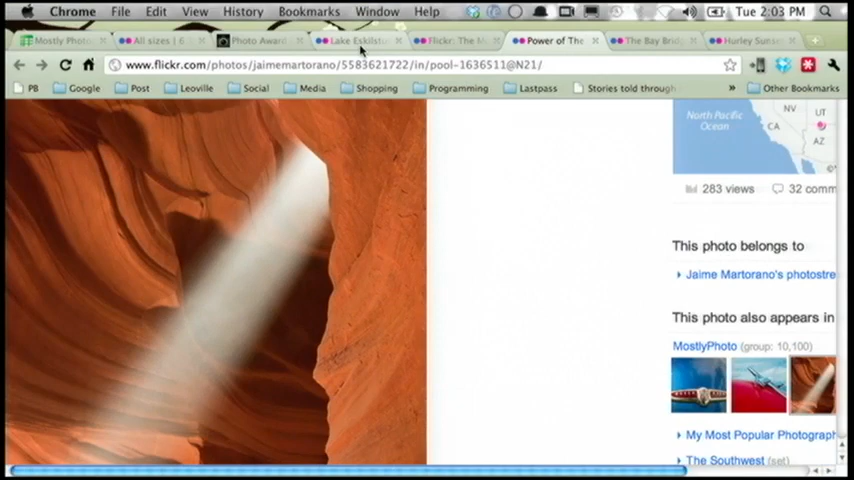 Chrome File Edit View History Bookmarks Window Help Tue 2:03 PM
Mostly Photo All sizes | 6 Photo Award Lake Eskilstu Flickr: The M Power of The The Bay Brid Hurley Sunse
www.flickr.com/photos/jaimemartorano/5583621722/in/pool-1636511@N21/
PB Google Post Leoville Social Media Shopping Programming Lastpass Stories told through » Other Bookmarks
North Pacific
Ocean
NV
UT
CA
AZ
283 views 32 comm
This photo belongs to
Jaime Martorano's photostre
This photo also appears in
MostlyPhoto (group: 10,100)
My Most Popular Photograph
The Southwest (set)